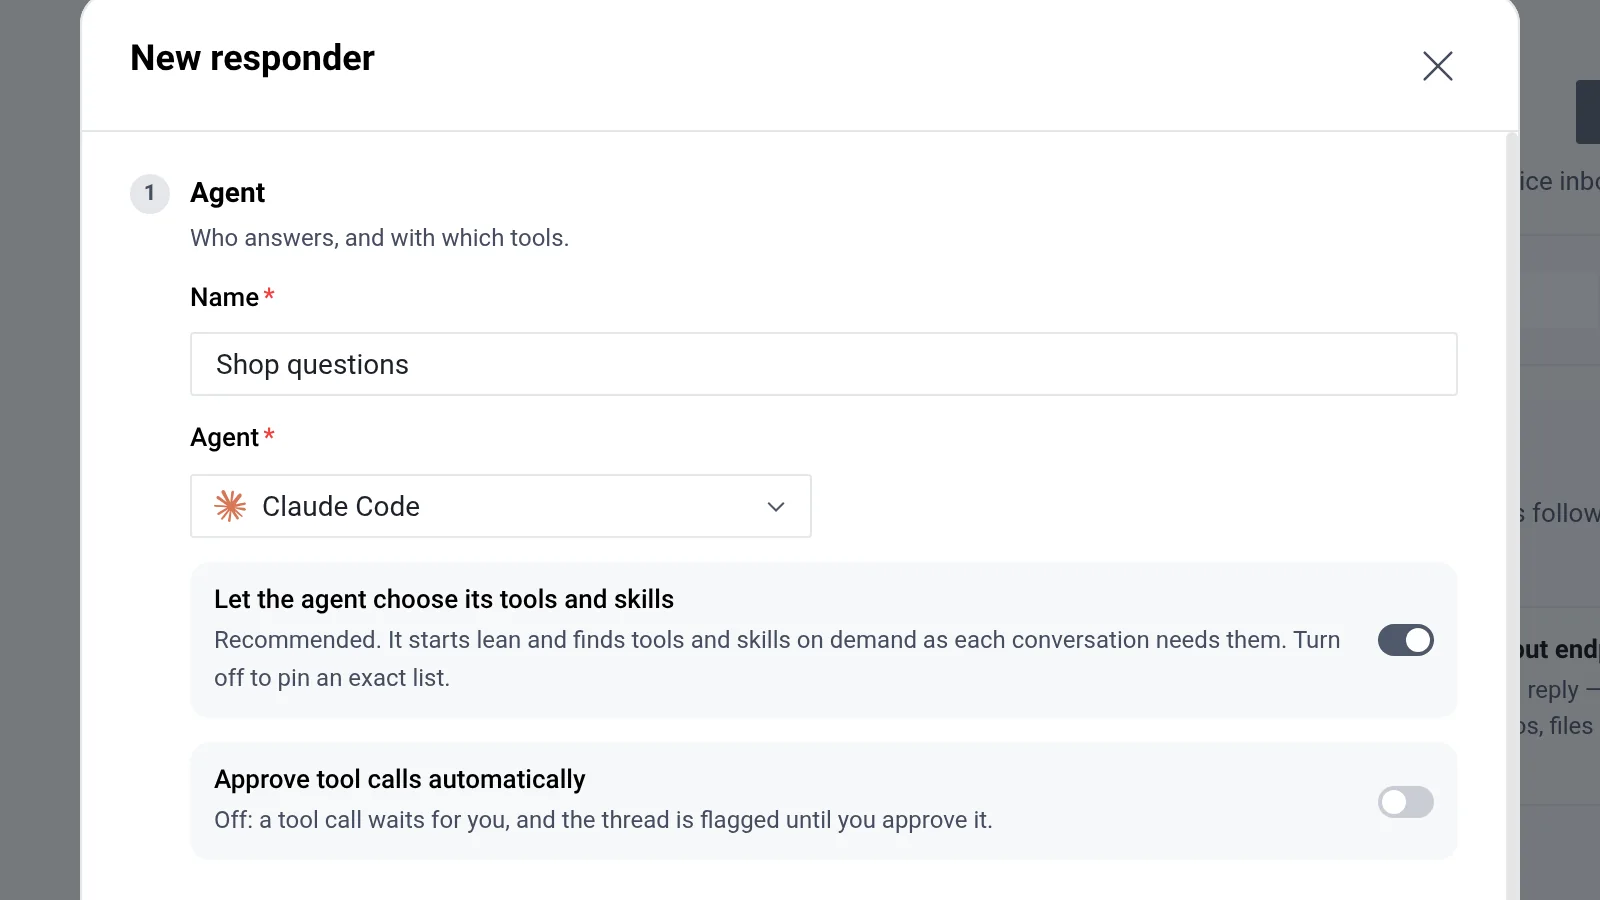 New responder
1
Agent
Who answers, and with which tools.
Name *
Shop questions
Agent *
Claude Code
Let the agent choose its tools and skills
Recommended. It starts lean and finds tools and skills on demand as each conversation needs them. Turn
off to pin an exact list.
Approve tool calls automatically
Off: a tool call waits for you, and the thread is flagged until you approve it.
follow
reply —
files